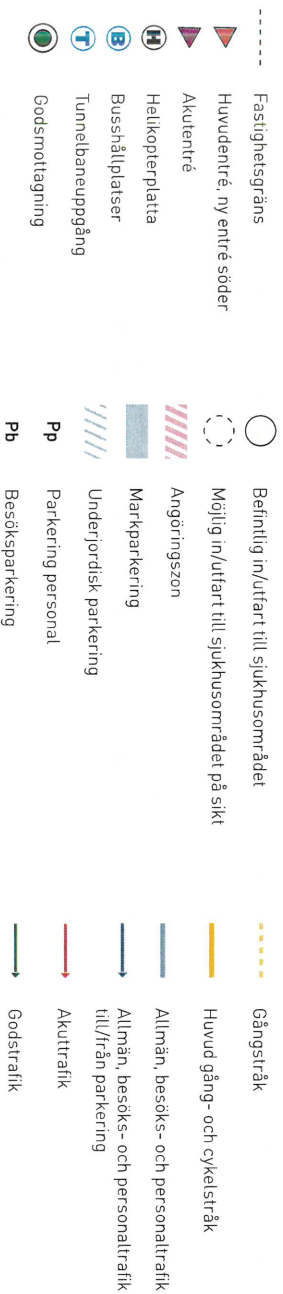 Fastighetsgräns
Huvudentré, ny entré söder
Akutentré
H Helikopterplatta
B Busshållplatser
T Tunnelbaneuppgång
Godsmottagning
Befintlig in/utfart till sjukhusområdet
Möjlig in/utfart till sjukhusområdet på sikt
Angöringszon
Markparkering
Underjordisk parkering
Pp Parkering personal
Pb Besöksparkering
Gångstråk
Huvud gång- och cykelstråk
Allmän, besöks- och personaltrafik
Allmän, besöks- och personaltrafik
till/från parkering
Akuttrafik
Godstrafik